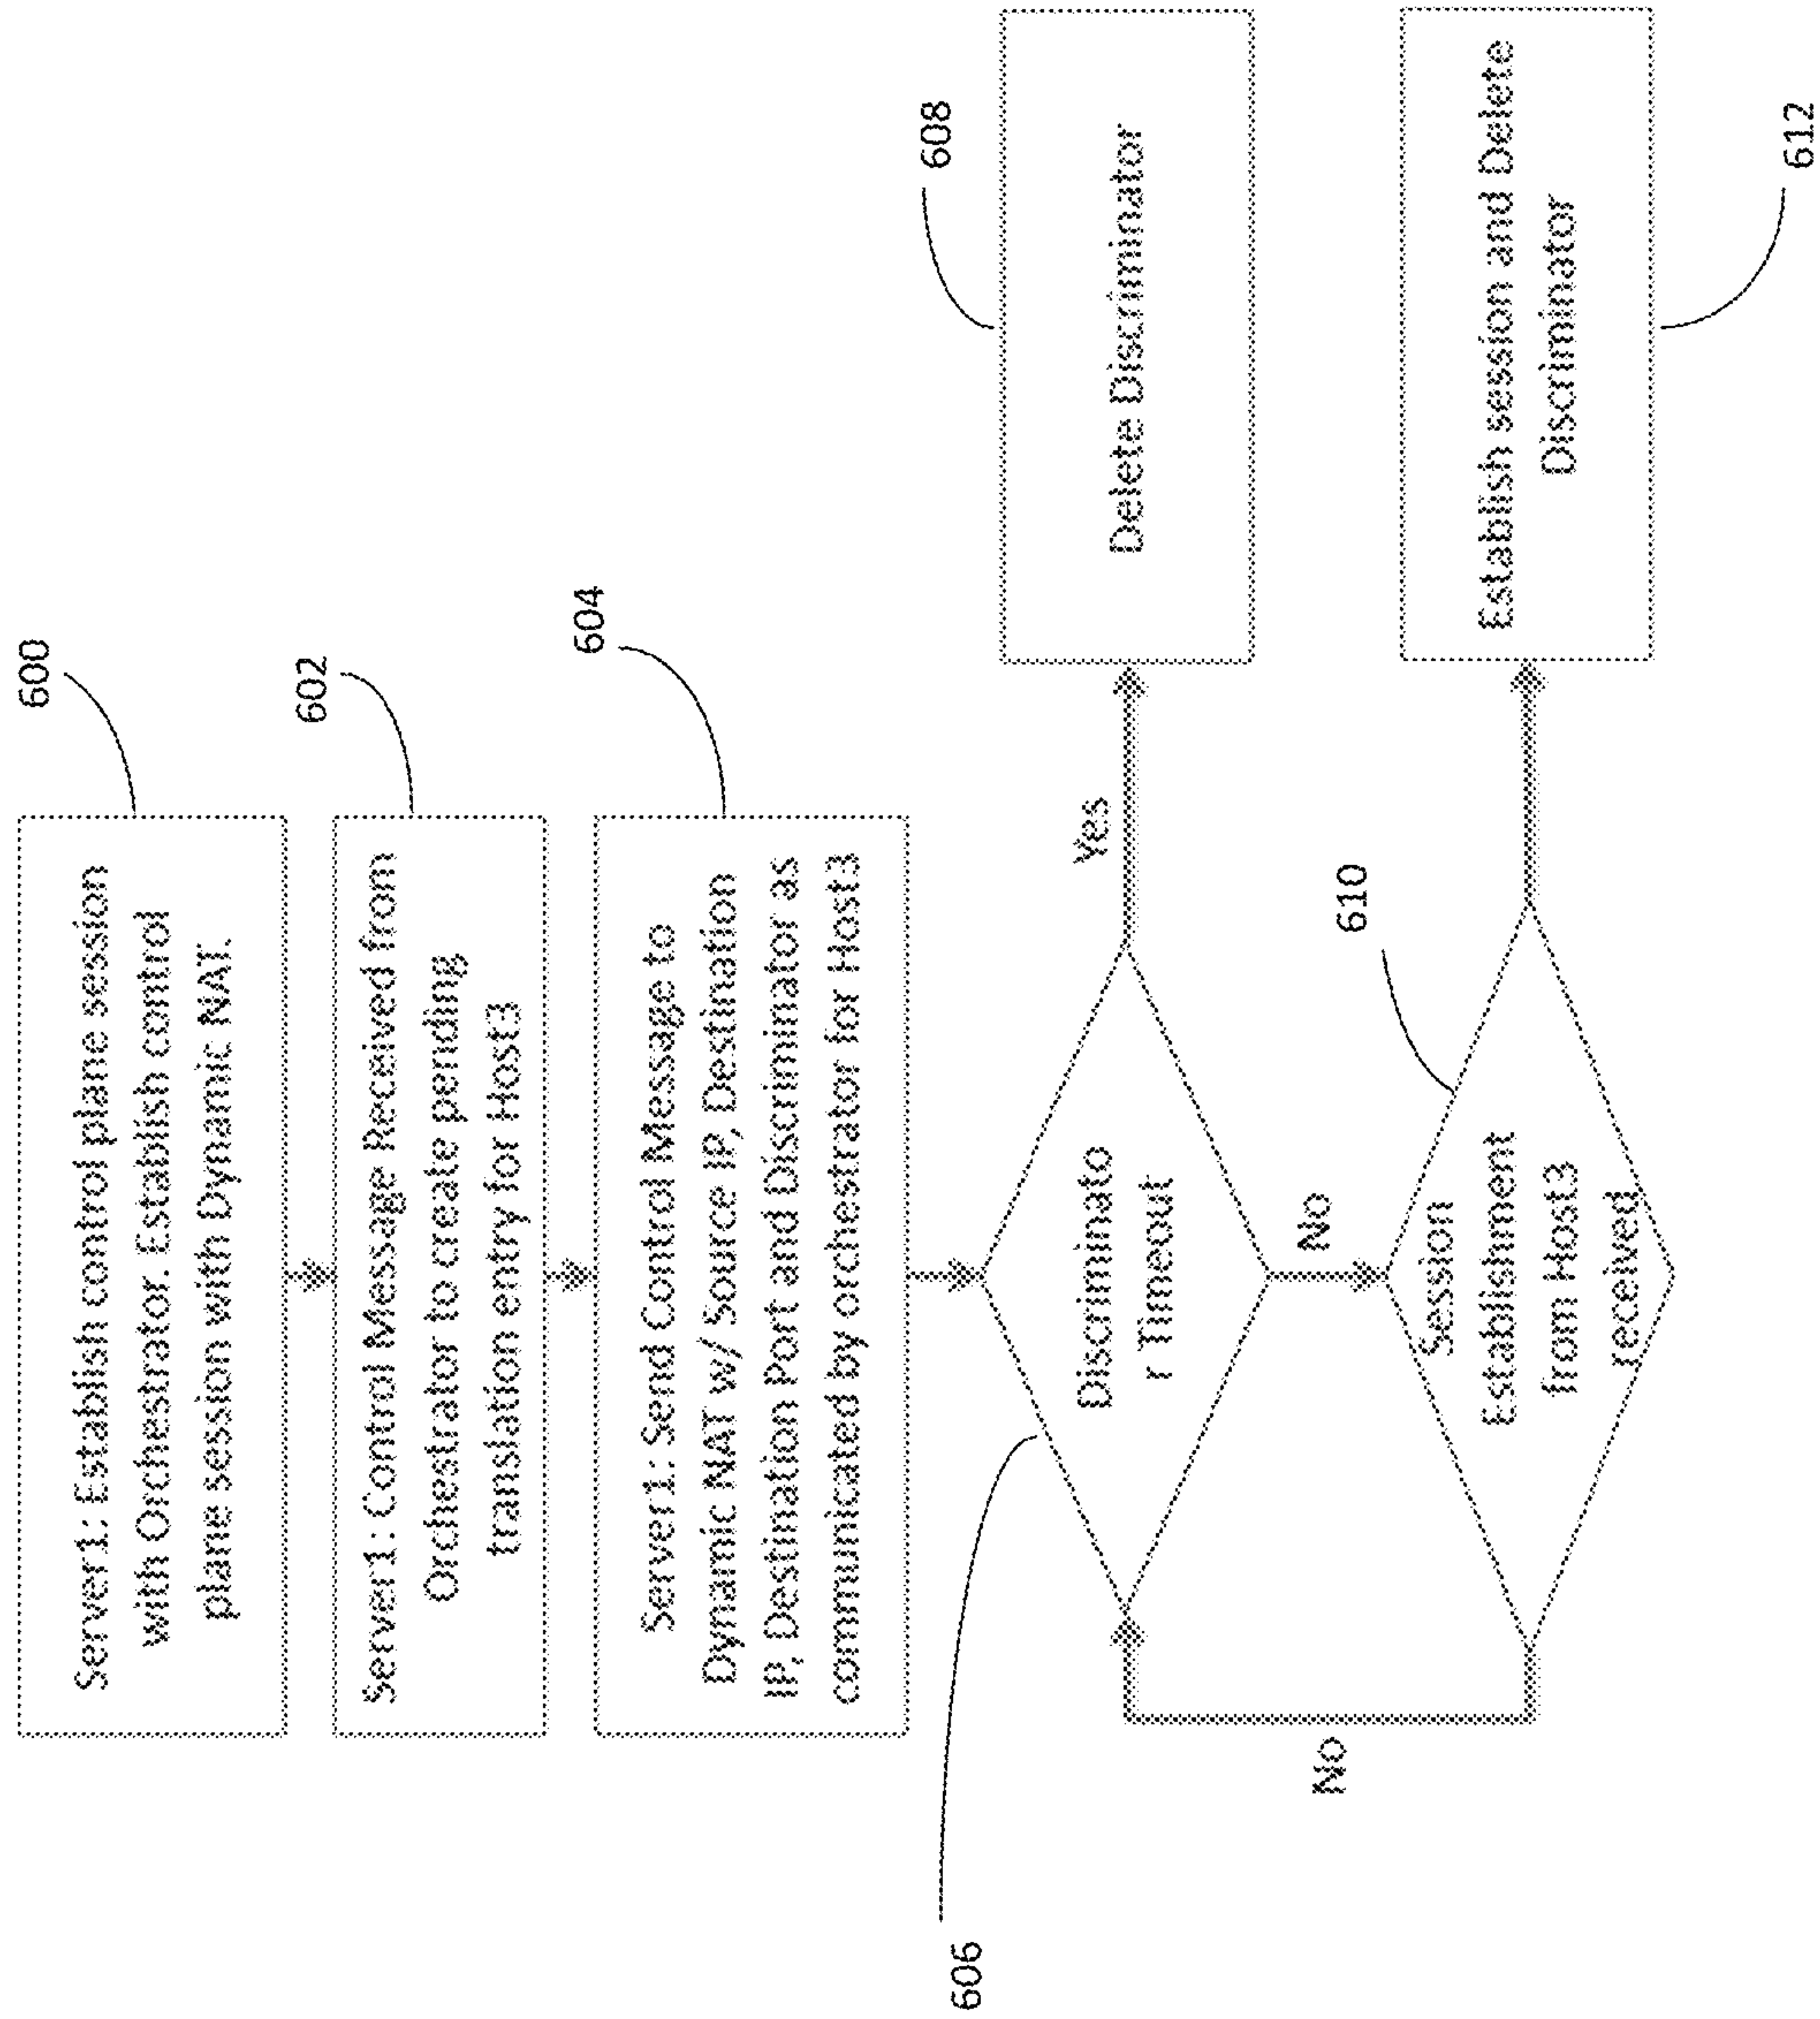 600
Server1: Establish control plane session
with Orchestrator. Establish control
plane session with Dynamic NAT.
602
Server1: Control Message Received from
Orchestrator to create pending
translation entry for Host3
604
Server1: Send Control Message to
Dynamic NAT w/ Source IP, Destination
IP, Destination Port and Discriminator as
communicated by orchestrator for Host3
606
Discriminato
r Timeout
Yes
608
Delete Discriminator
No
610
Session
Establishment
from Host3
received
No
Establish session and Delete
Discriminator
612